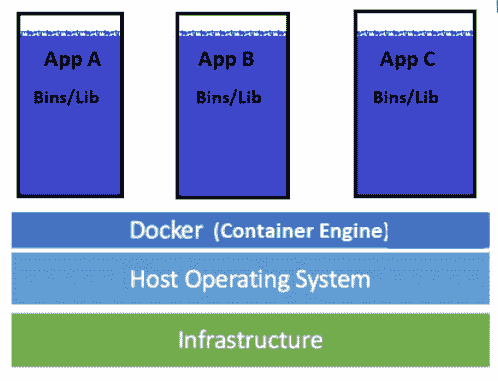 App A
Bins/Lib
App B
Bins/Lib
App C
Bins/Lib
Docker (Container Engine)
Host Operating System
Infrastructure